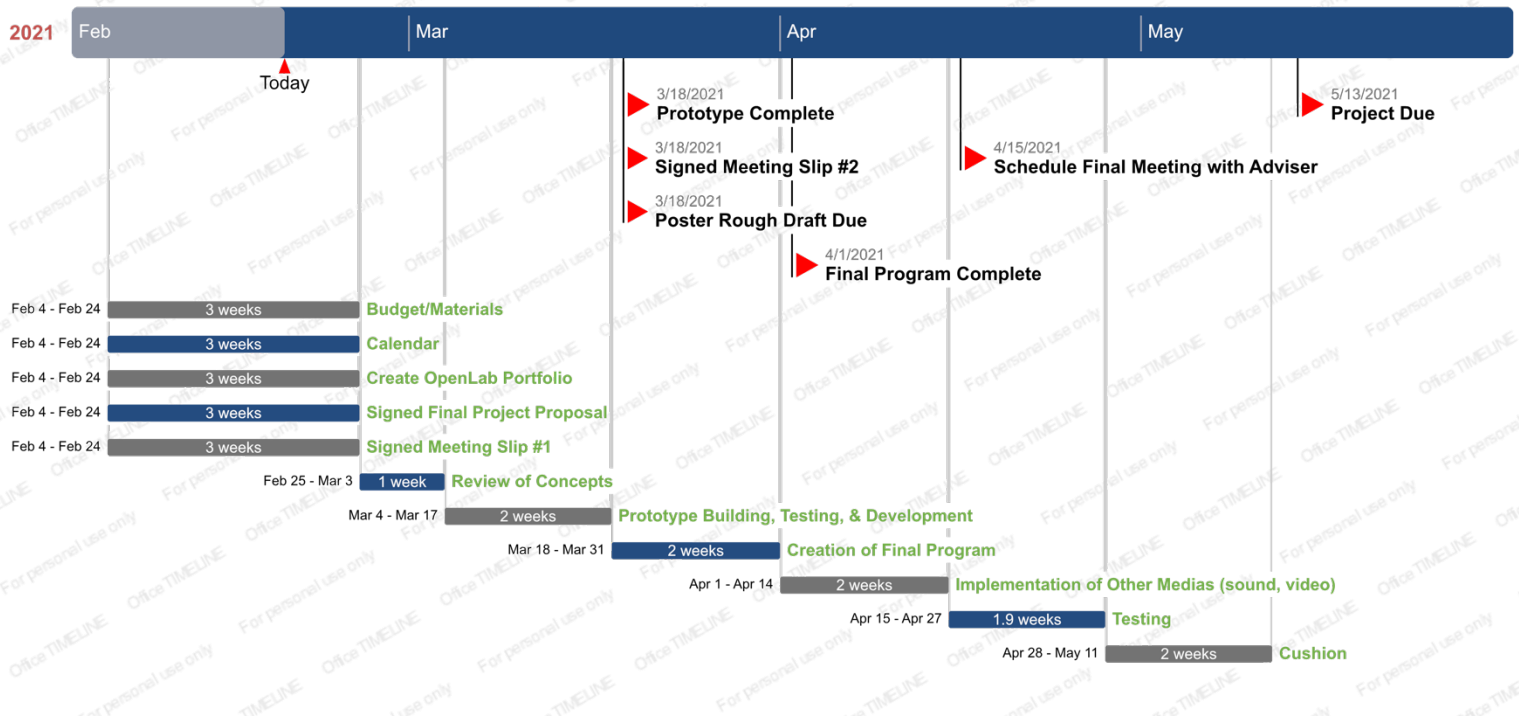 2021
Feb
Mar
Apr
May
Today
3/18/2021
Prototype Complete
3/18/2021
Signed Meeting Slip #2
3/18/2021
Poster Rough Draft Due
4/1/2021
Final Program Complete
4/15/2021
Schedule Final Meeting with Adviser
5/13/2021
Project Due
Feb 4 - Feb 24 3 weeks Budget/Materials
Feb 4 - Feb 24 3 weeks Calendar
Feb 4 - Feb 24 3 weeks Create OpenLab Portfolio
Feb 4 - Feb 24 3 weeks Signed Final Project Proposal
Feb 4 - Feb 24 3 weeks Signed Meeting Slip #1
Feb 25 - Mar 3 1 week Review of Concepts
Mar 4 - Mar 17 2 weeks Prototype Building, Testing, & Development
Mar 18 - Mar 31 2 weeks Creation of Final Program
Apr 1 - Apr 14 2 weeks Implementation of Other Medias (sound, video)
Apr 15 - Apr 27 1.9 weeks Testing
Apr 28 - May 11 2 weeks Cushion
Office TIMELINE
For personal use only